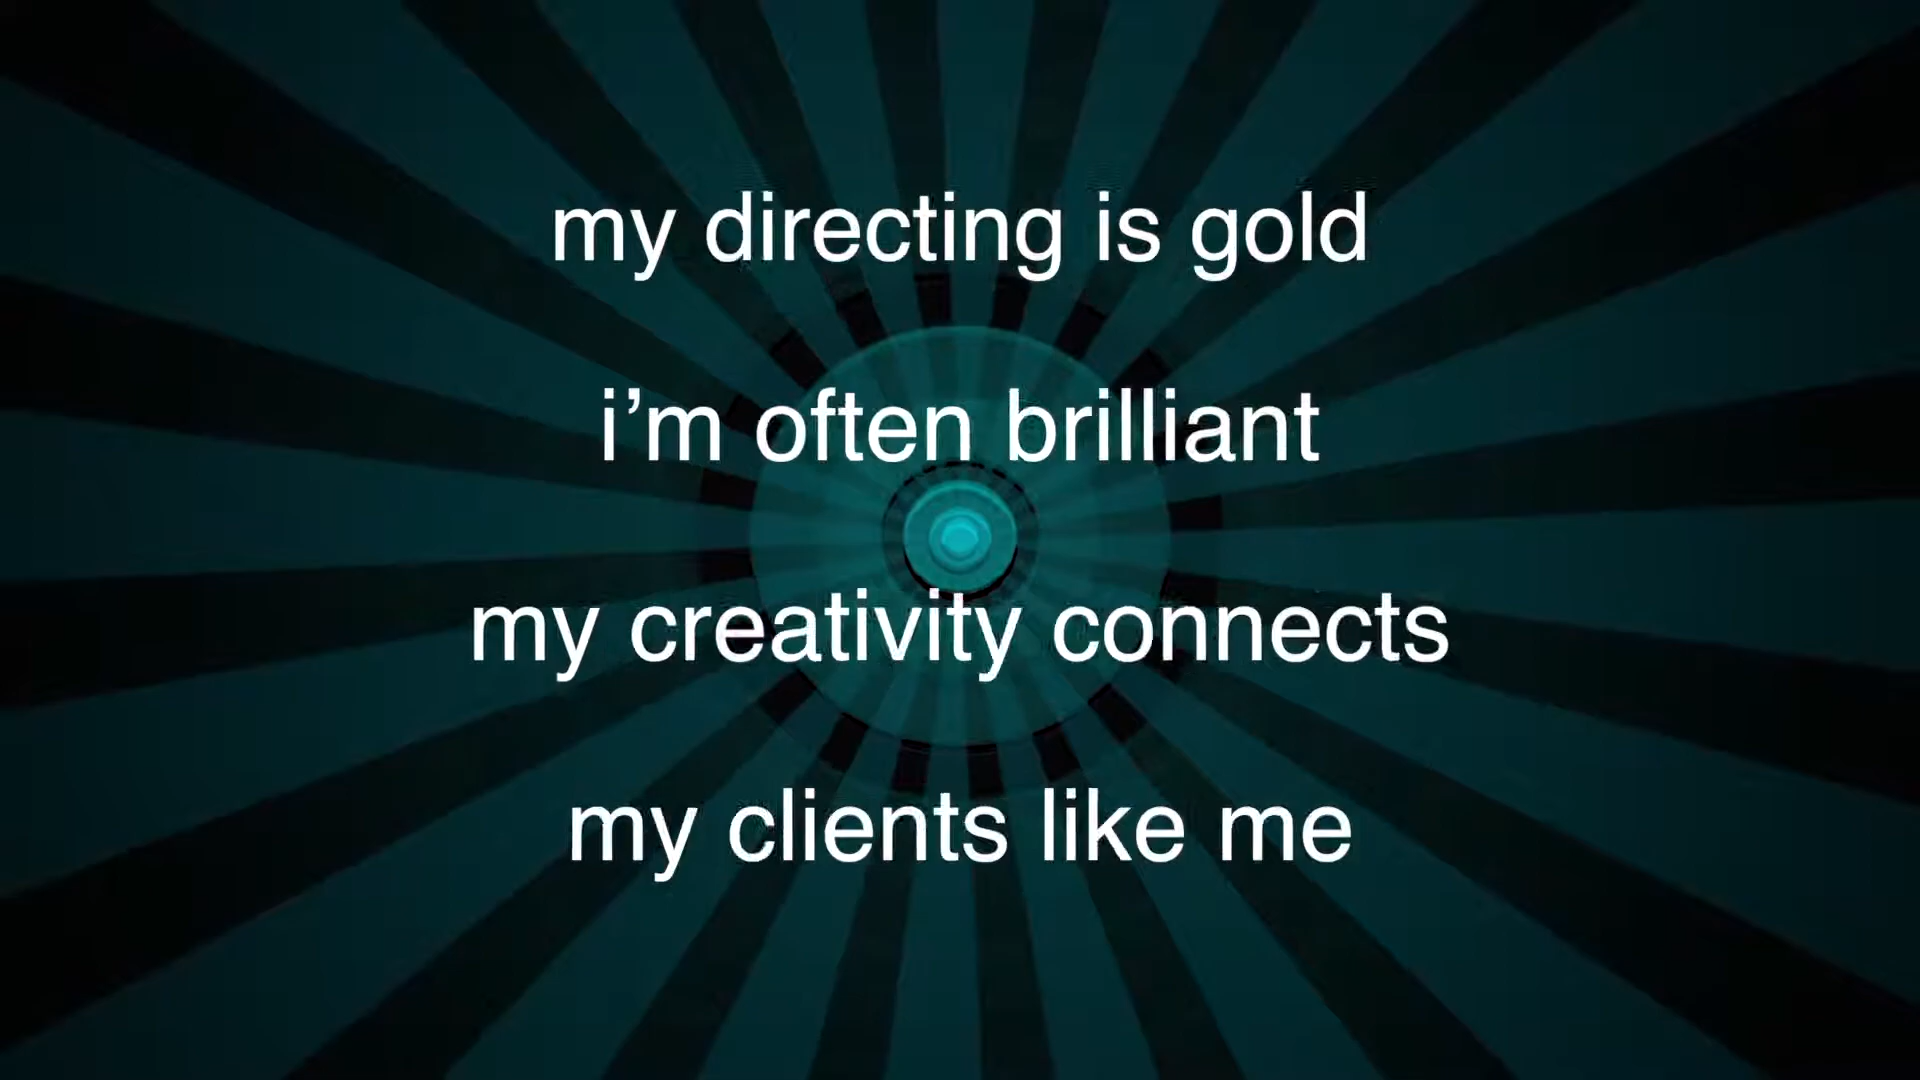 my directing is gold
i’m often brilliant
my creativity connects
my clients like me